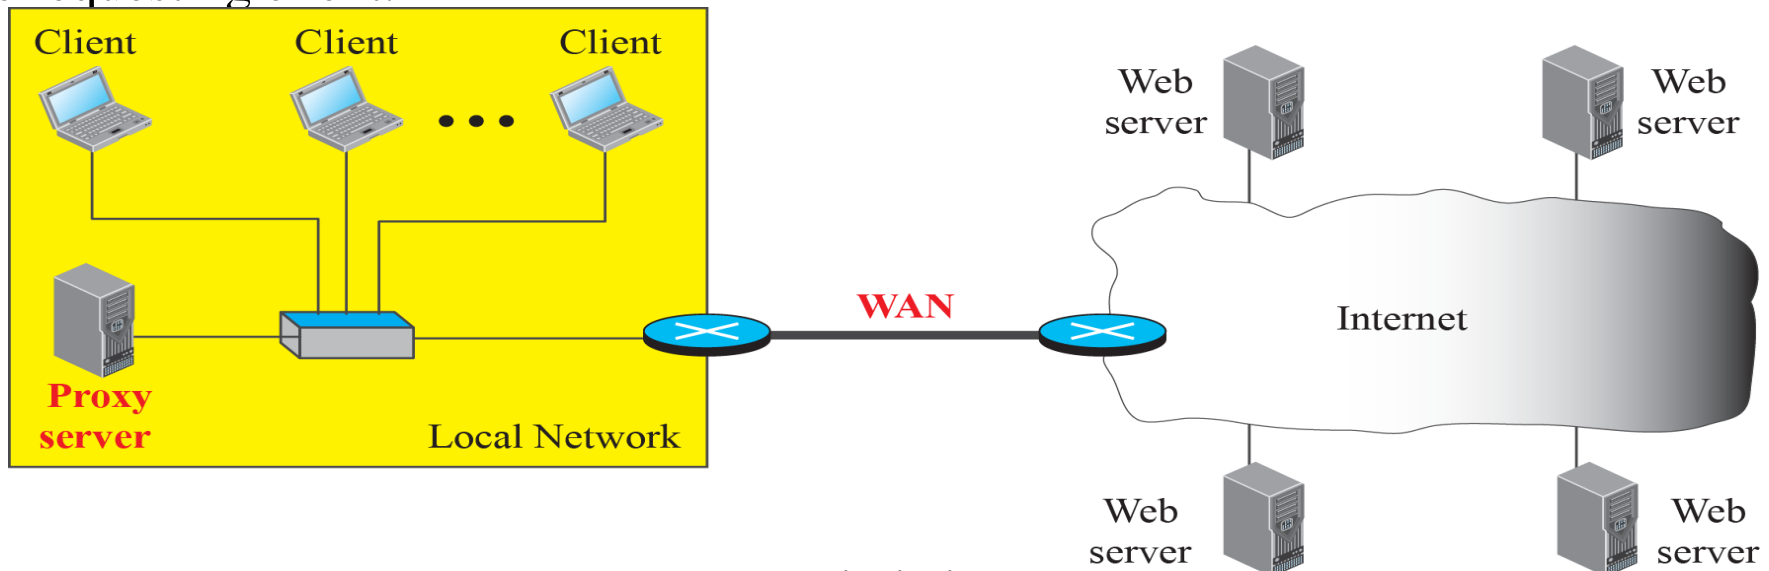 Client
Client
Client
Web
server
Web
server
WAN
Internet
Proxy
server
Local Network
Web
server
Web
server